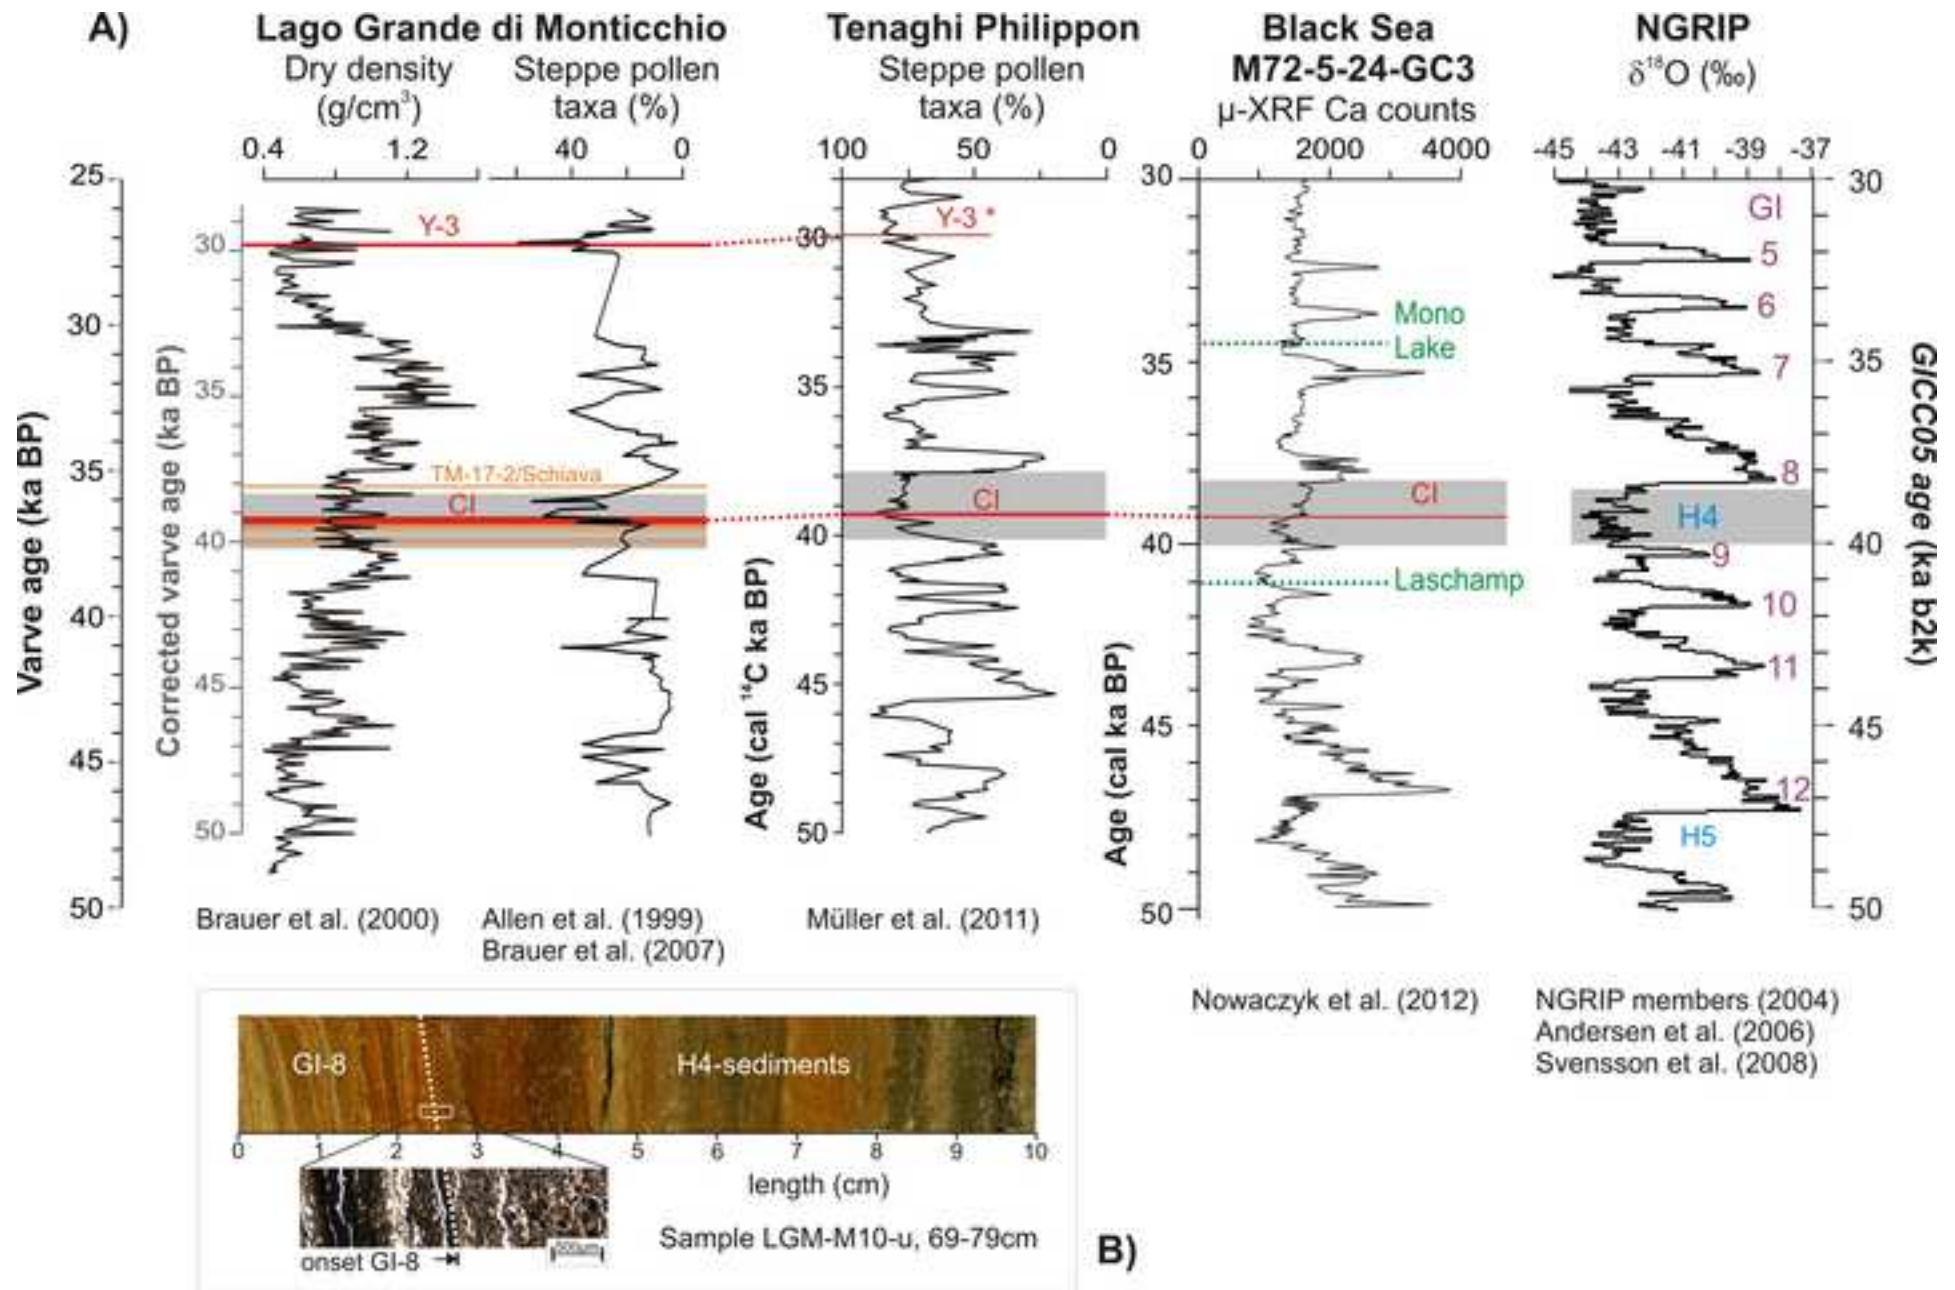 A)
Lago Grande di Monticchio
Dry density
(g/cm³)
Steppe pollen
taxa (%)
Tenaghi Philippon
Steppe pollen
taxa (%)
Black Sea
M72-5-24-GC3
µ-XRF Ca counts
NGRIP
δ¹⁸O (‰)
0.4 1.2 40 0
100 50 0
0 2000 4000
-45 -43 -41 -39 -37
Varve age (ka BP)
25
30
35
40
45
50
Corrected varve age (ka BP)
30
35
40
45
50
Y-3
TM-17-2/Schiava
CI
Age (cal ¹⁴C ka BP)
30
35
40
45
50
Y-3 *
CI
Age (cal ka BP)
30
35
40
45
50
Mono
Lake
CI
Laschamp
GI
5
6
7
8
H4
9
10
11
12
H5
30
35
40
45
50
GICC05 age (ka b2k)
Brauer et al. (2000)
Allen et al. (1999)
Brauer et al. (2007)
Müller et al. (2011)
Nowaczyk et al. (2012)
NGRIP members (2004)
Andersen et al. (2006)
Svensson et al. (2008)
GI-8 H4-sediments
0 1 2 3 4 5 6 7 8 9 10
length (cm)
Sample LGM-M10-u, 69-79cm
onset GI-8
B)